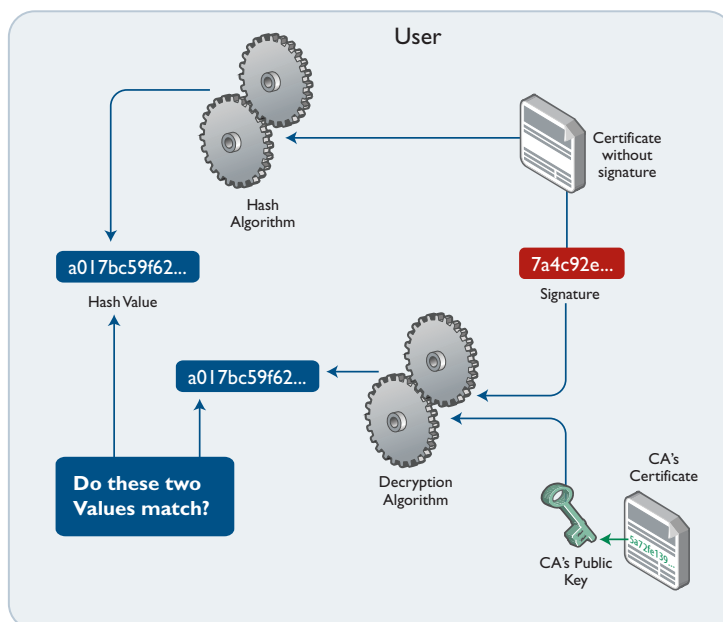 User
Certificate
without
signature
Hash
Algorithm
a017bc59f62...
Hash Value
7a4c92e...
Signature
a017bc59f62...
Do these two
Values match?
Decryption
Algorithm
CA's
Certificate
5a72fe139...
CA's Public
Key